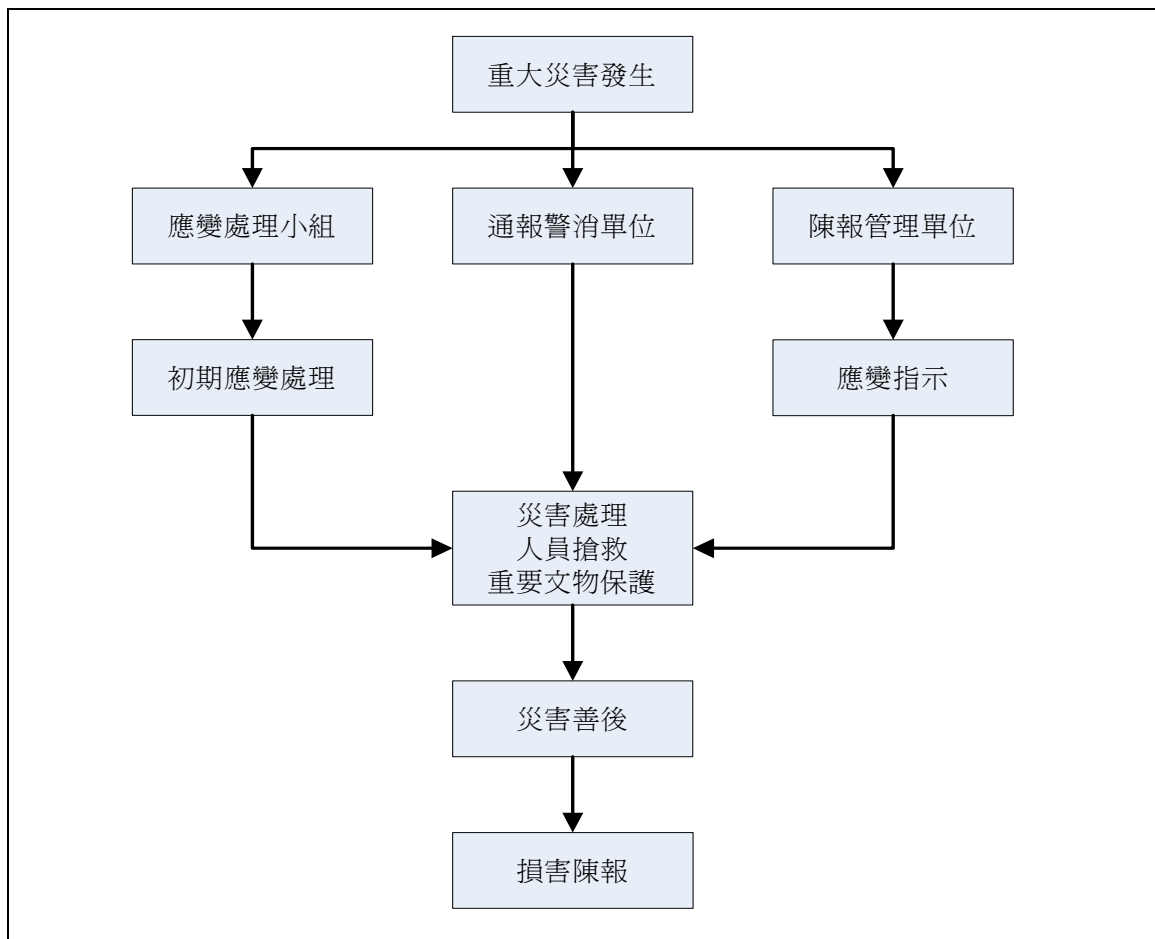 重大災害發生
應變處理小組
通報警消單位
陳報管理單位
初期應變處理
應變指示
災害處理
人員搶救
重要文物保護
災害善後
損害陳報